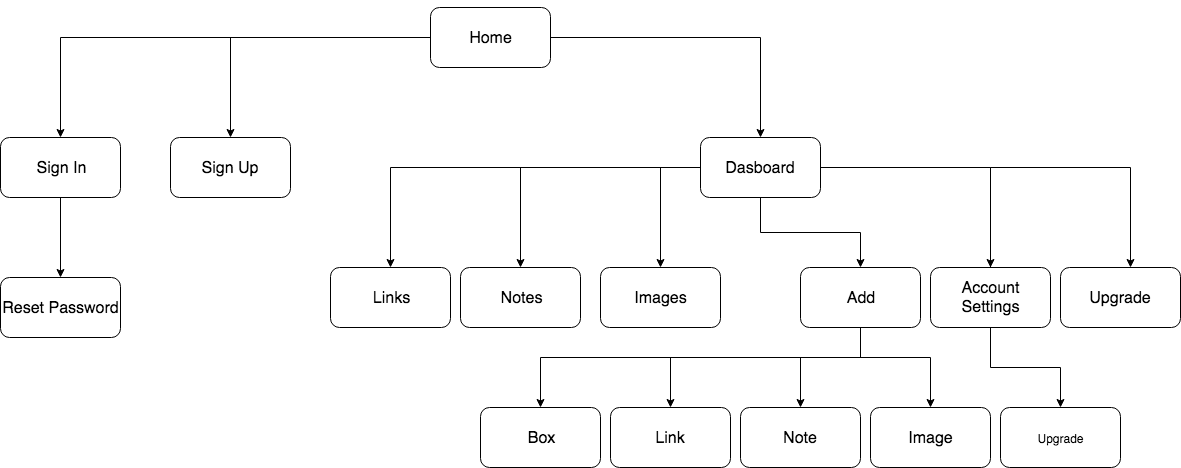 Home
Sign In
Sign Up
Dasboard
Reset Password
Links
Notes
Images
Add
Account
Settings
Upgrade
Box
Link
Note
Image
Upgrade